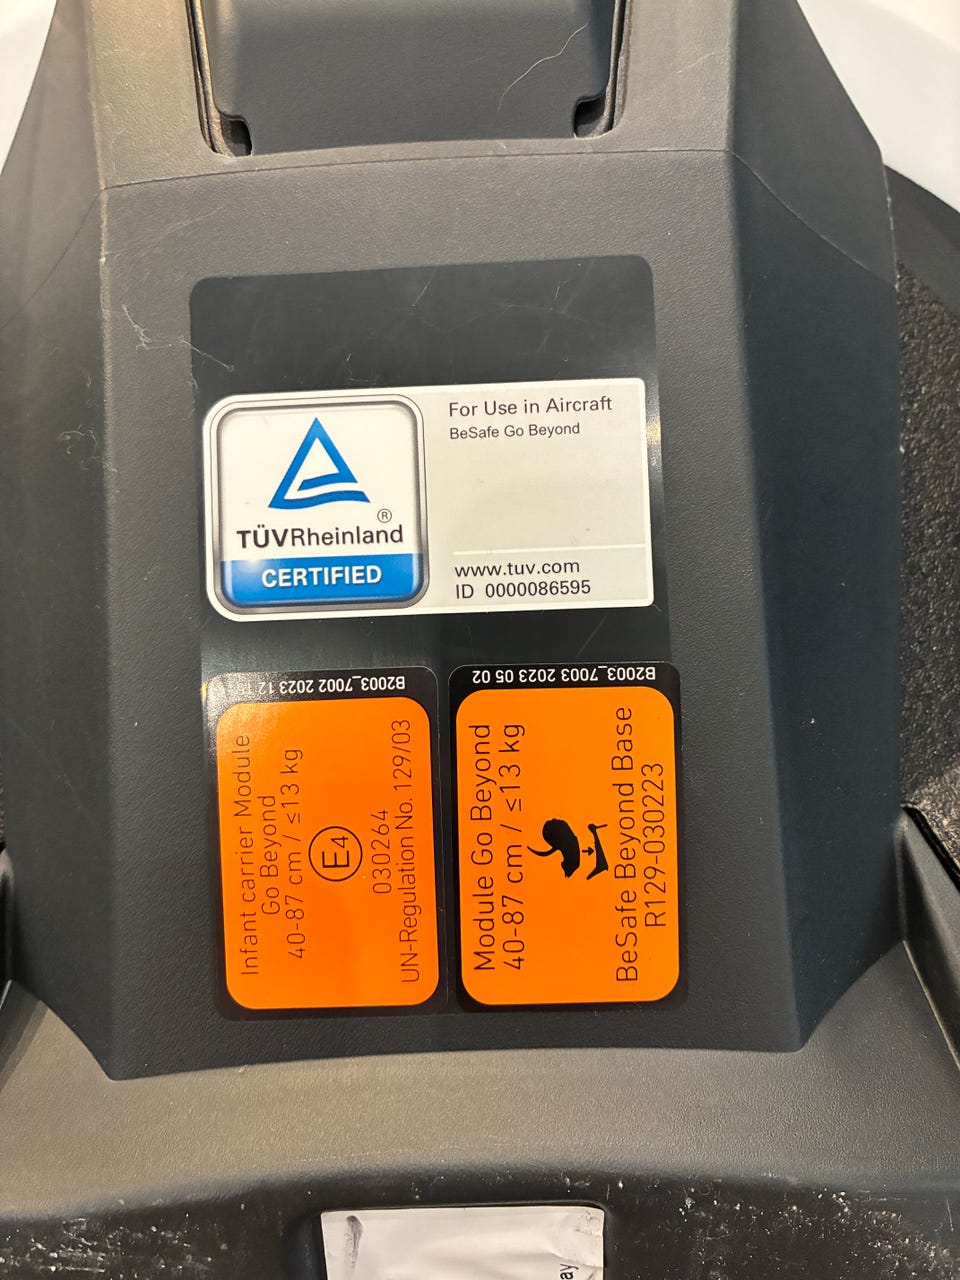 For Use in Aircraft
BeSafe Go Beyond
TÜVRheinland
®
CERTIFIED
www.tuv.com
ID 0000086595
B2003_7002 2023 12
Infant carrier Module
Go Beyond
40-87 cm / ≤13 kg
E4
030264
UN-Regulation No. 129/03
B2003_7003 2023 05 02
Module Go Beyond
40-87 cm / ≤13 kg
BeSafe Beyond Base
R129-030223